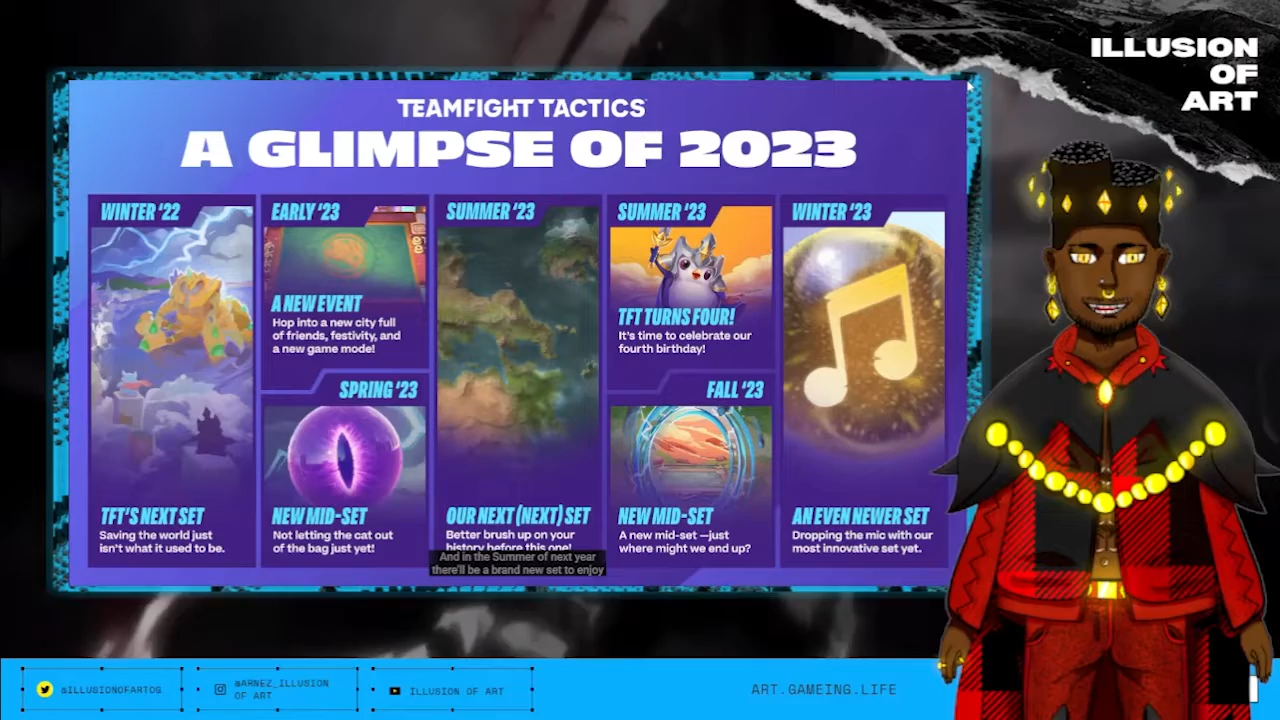 ILLUSION
OF
ART
TEAMFIGHT TACTICS
A GLIMPSE OF 2023
WINTER '22
TFT'S NEXT SET
Saving the world just
isn't what it used to be.
EARLY '23
A NEW EVENT
Hop into a new city full
of friends, festivity, and
a new game mode!
SPRING '23
NEW MID-SET
Not letting the cat out
of the bag just yet!
SUMMER '23
OUR NEXT (NEXT) SET
Better brush up on your
history before this one!
And in the Summer of next year
there'll be a brand new set to enjoy
SUMMER '23
TFT TURNS FOUR!
It's time to celebrate our
fourth birthday!
FALL '23
NEW MID-SET
A new mid-set —just
where might we end up?
WINTER '23
AN EVEN NEWER SET
Dropping the mic with our
most innovative set yet.
@ILLUSIONOFARTOG
@ARNEZ_ILLUSION
OF ART
ILLUSION OF ART
ART.GAMEING.LIFE